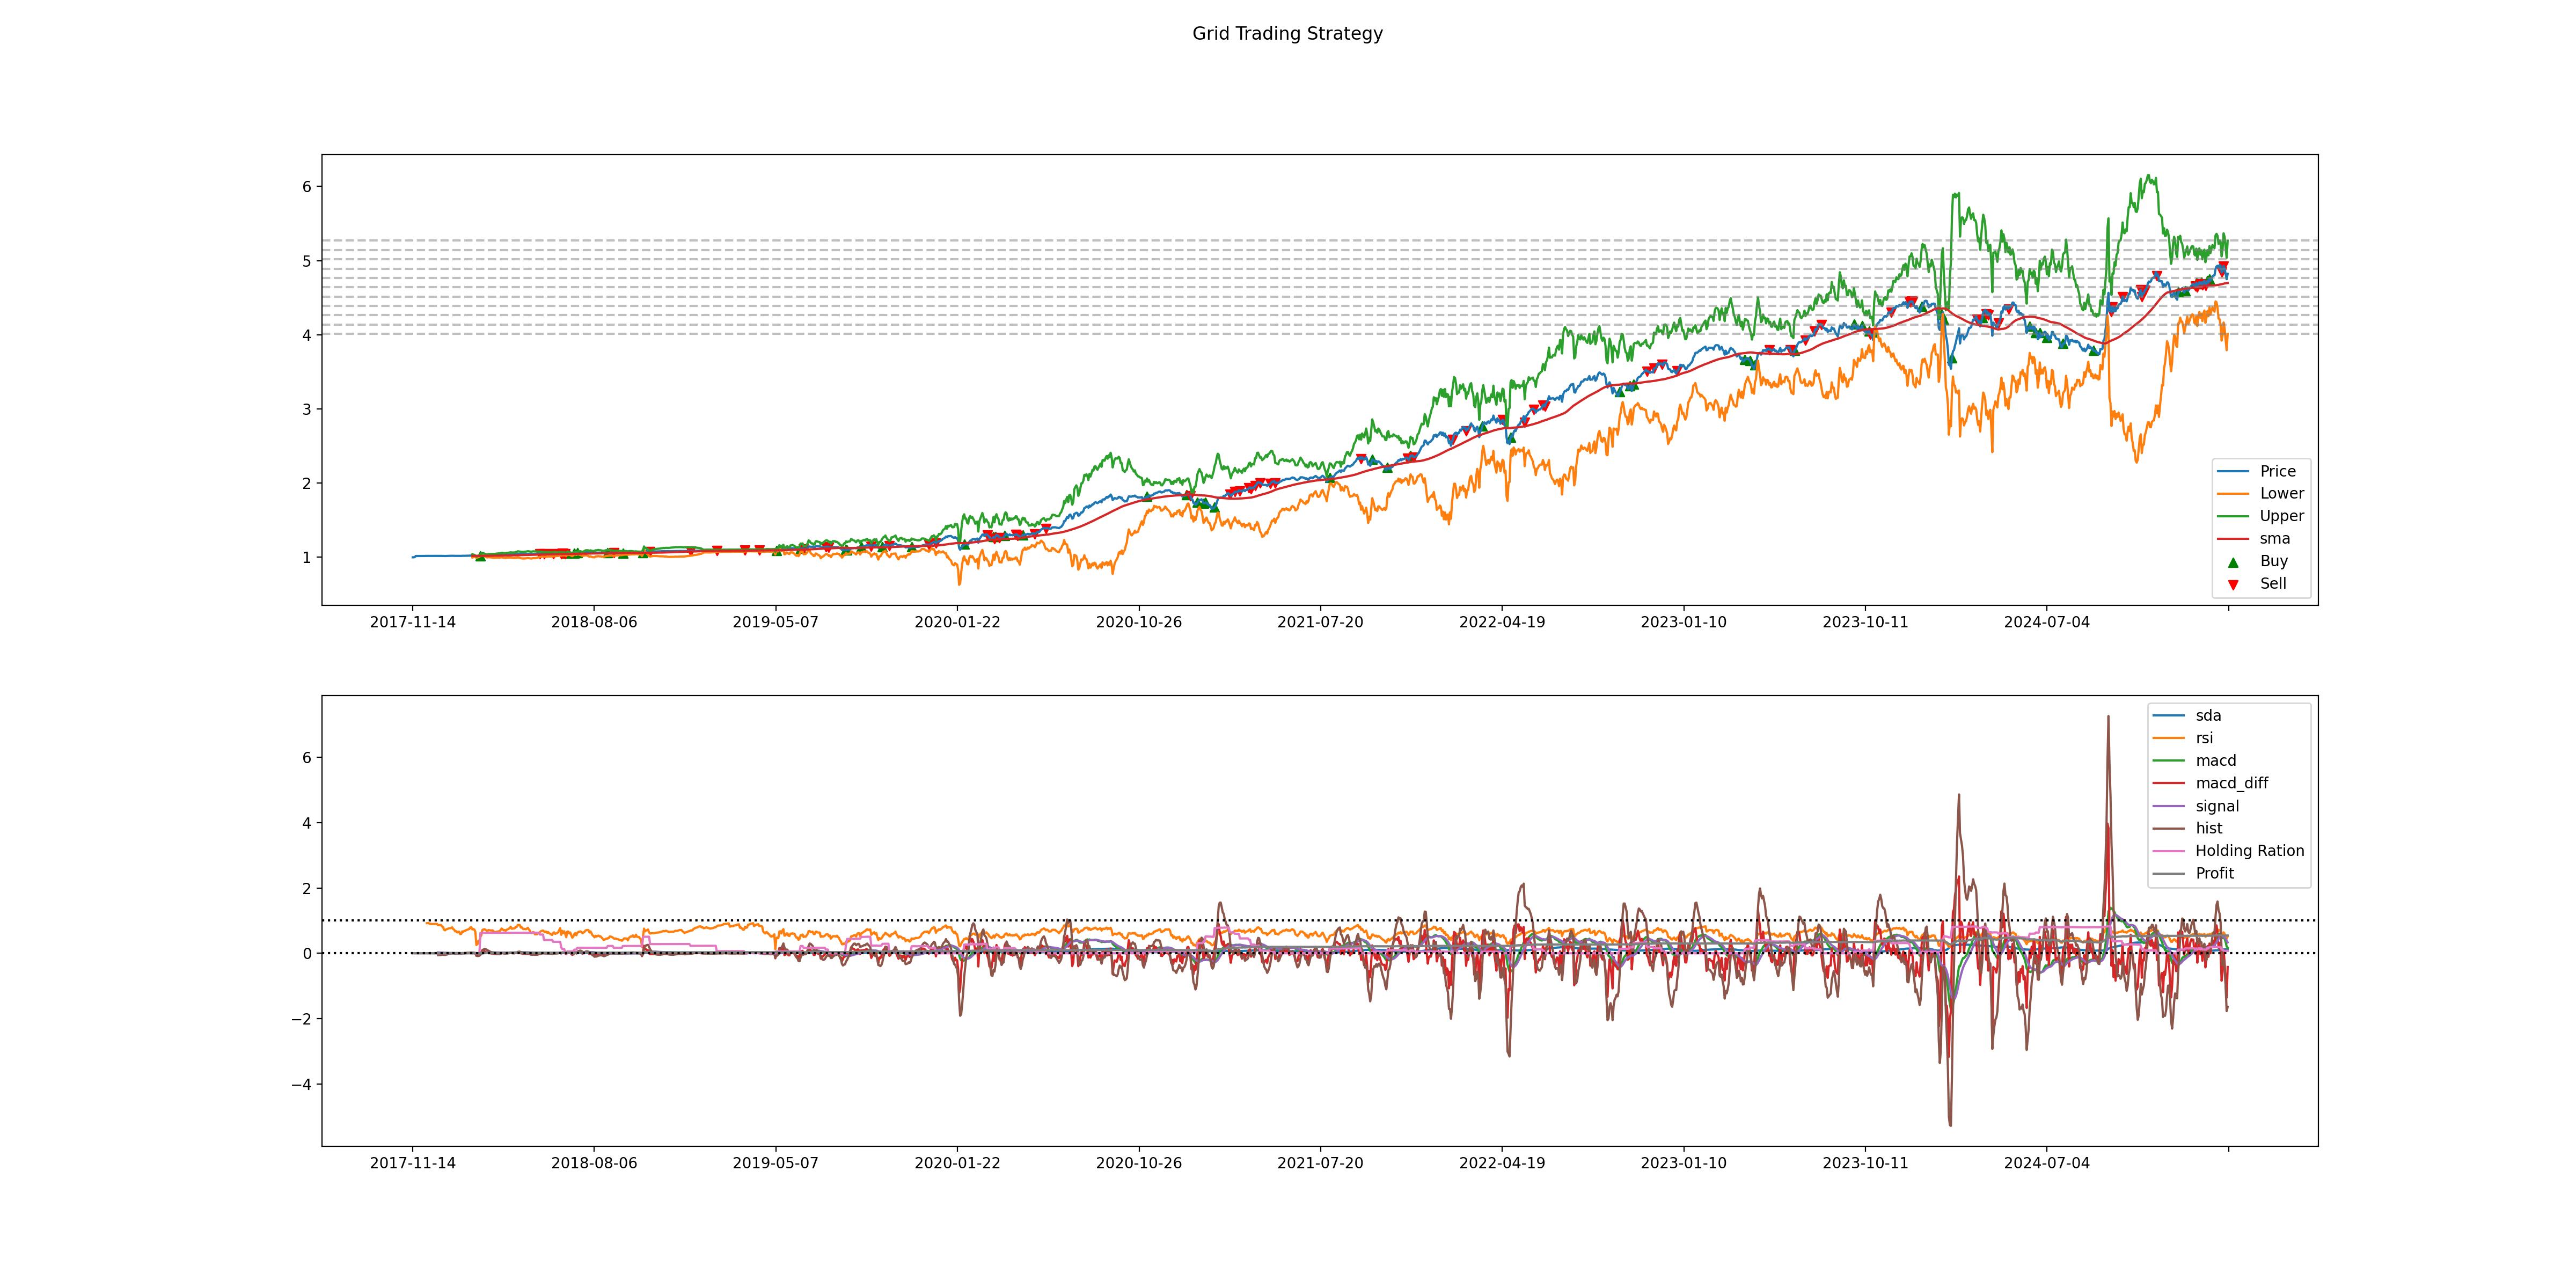 Grid Trading Strategy
6
5
4
3
2
1
Price
Lower
Upper
sma
Buy
Sell
2017-11-14 2018-08-06 2019-05-07 2020-01-22 2020-10-26 2021-07-20 2022-04-19 2023-01-10 2023-10-11 2024-07-04
6
4
2
0
−2
−4
sda
rsi
macd
macd_diff
signal
hist
Holding Ration
Profit
2017-11-14 2018-08-06 2019-05-07 2020-01-22 2020-10-26 2021-07-20 2022-04-19 2023-01-10 2023-10-11 2024-07-04